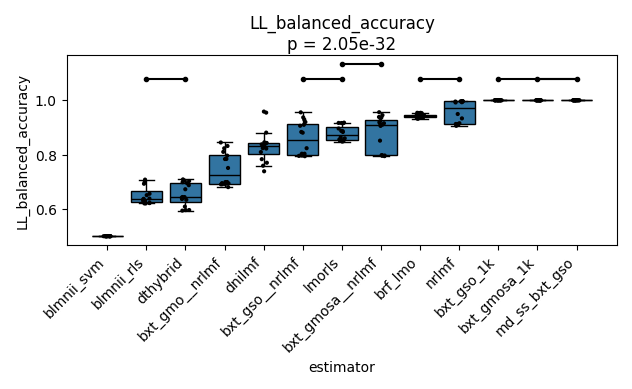 LL_balanced_accuracy
p = 2.05e-32
LL_balanced_accuracy
1.0
0.8
0.6
blmnii_svm
blmnii_rls
dthybrid
bxt_gmo__nrlmf
dnilmf
bxt_gso__nrlmf
lmorls
bxt_gmosa__nrlmf
brf_lmo
nrlmf
bxt_gso_1k
bxt_gmosa_1k
md_ss_bxt_gso
estimator